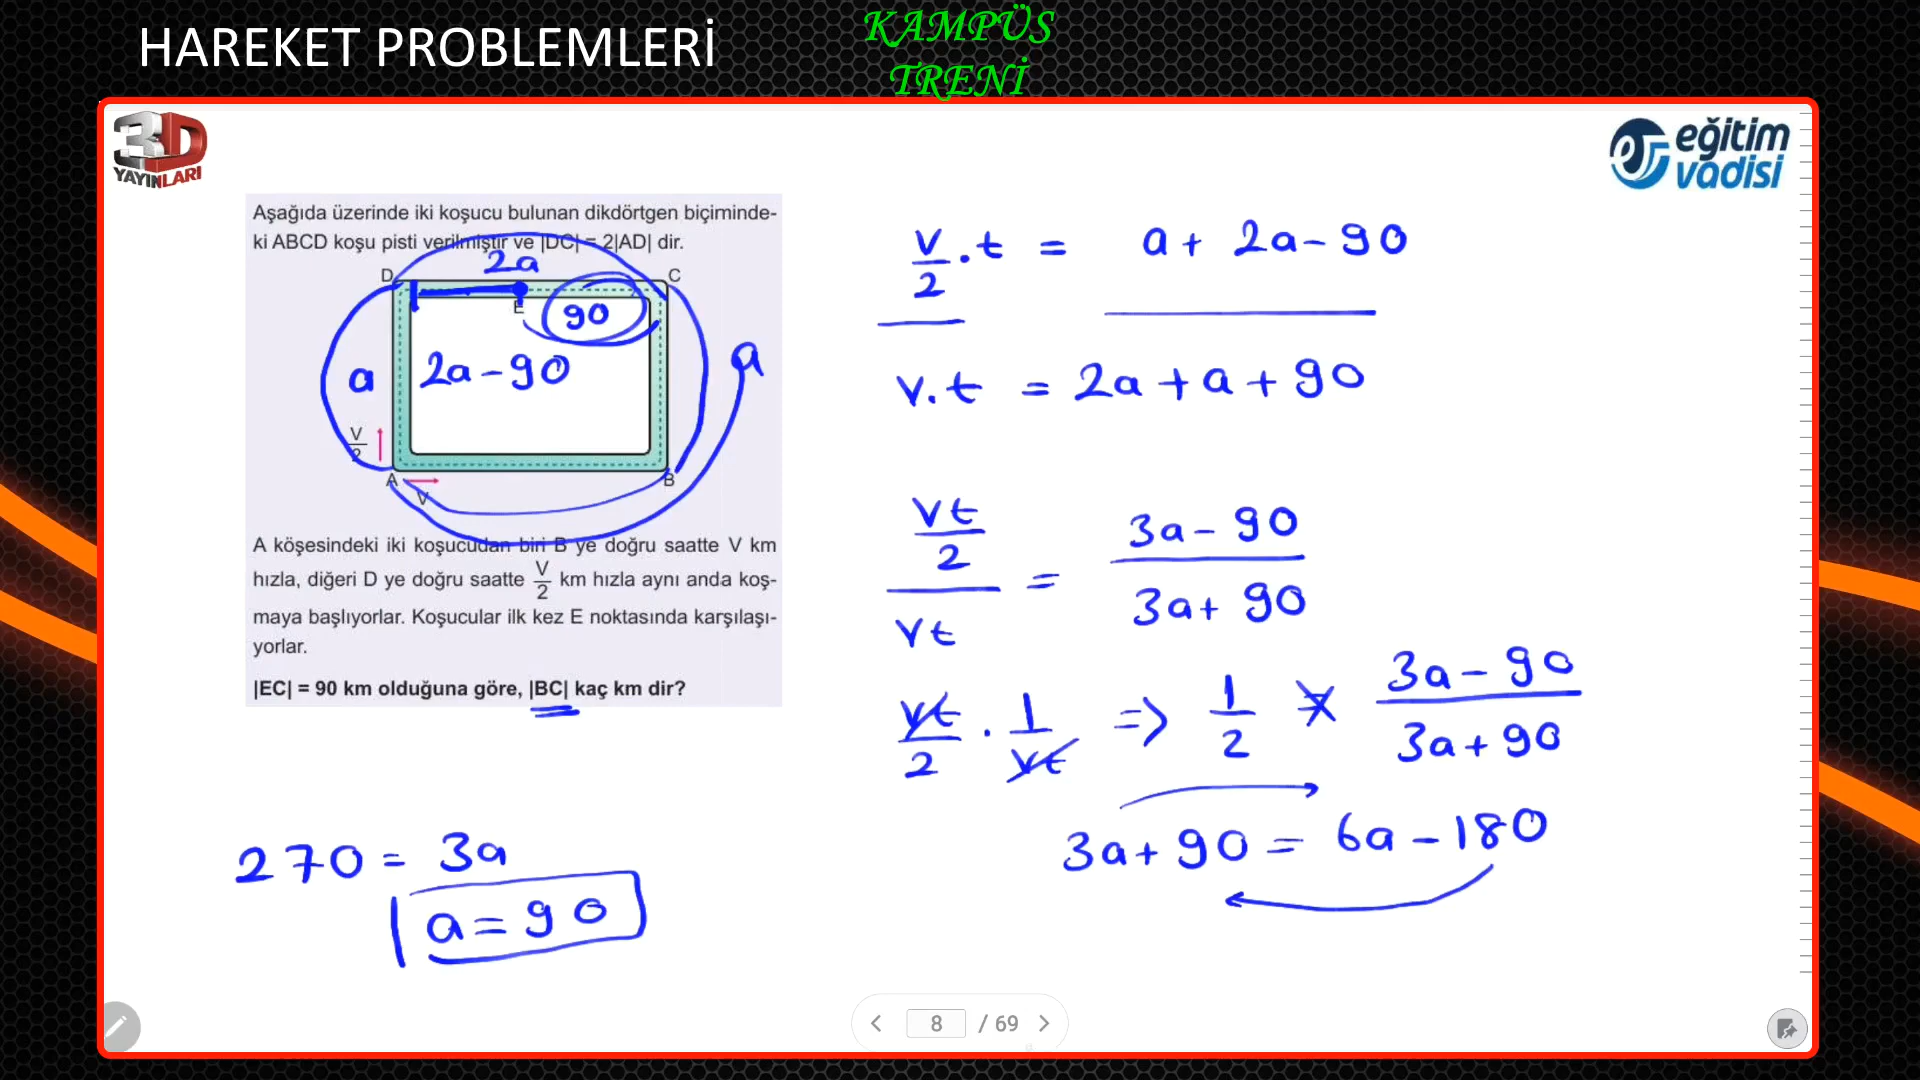 HAREKET PROBLEMLERİ
KAMPÜS
TRENİ
3D
YAYINLARI
eğitim
vadisi
Aşağıda üzerinde iki koşucu bulunan dikdörtgen biçiminde-
ki ABCD koşu pisti verilmiştir ve |DC| = 2|AD| dir.
2a
D
C
E
90
a
2a-90
a
V/2
A
V
B
A köşesindeki iki koşucudan biri B ye doğru saatte V km
hızla, diğeri D ye doğru saatte V/2 km hızla aynı anda koş-
maya başlıyorlar. Koşucular ilk kez E noktasında karşılaşı-
yorlar.
|EC| = 90 km olduğuna göre, |BC| kaç km dir?
v/2 . t = a + 2a - 90
v.t = 2a + a + 90
vt/2 / vt = 3a - 90 / 3a + 90
vt/2 . 1/vt => 1/2 = 3a - 90 / 3a + 90
3a + 90 = 6a - 180
270 = 3a
a = 90
8 / 69